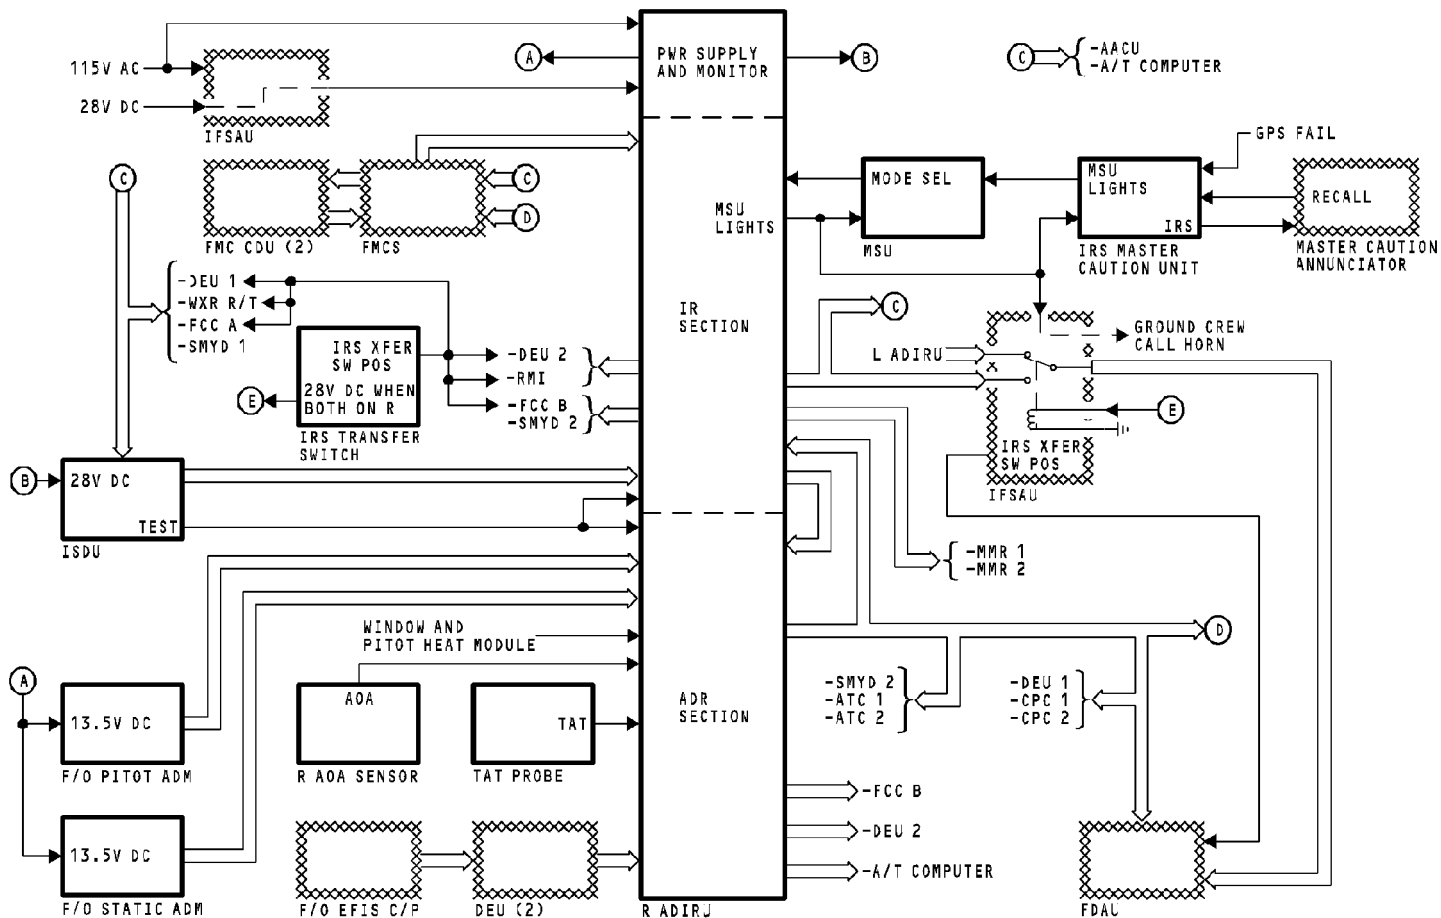 115V AC
28V DC
IFSAU
A
PWR SUPPLY
AND MONITOR
B
C
-AACU
-A/T COMPUTER
C
FMC CDU (2)
FMCS
C
D
MSU
LIGHTS
MODE SEL
MSU
MSU
LIGHTS
IRS
IRS MASTER
CAUTION UNIT
GPS FAIL
RECALL
MASTER CAUTION
ANNUNCIATOR
-DEU 1
-WXR R/T
-FCC A
-SMYD 1
IRS XFER
SW POS
28V DC WHEN
BOTH ON R
IRS TRANSFER
SWITCH
E
-DEU 2
-RMI
-FCC B
-SMYD 2
IR
SECTION
C
L ADIRU
GROUND CREW
CALL HORN
E
IRS XFER
SW POS
IFSAU
B
28V DC
TEST
ISDU
-MMR 1
-MMR 2
WINDOW AND
PITOT HEAT MODULE
D
A
13.5V DC
F/O PITOT ADM
AOA
R AOA SENSOR
TAT
TAT PROBE
ADR
SECTION
-SMYD 2
-ATC 1
-ATC 2
-DEU 1
-CPC 1
-CPC 2
13.5V DC
F/O STATIC ADM
F/O EFIS C/P
DEU (2)
R ADIRU
-FCC B
-DEU 2
-A/T COMPUTER
FDAU